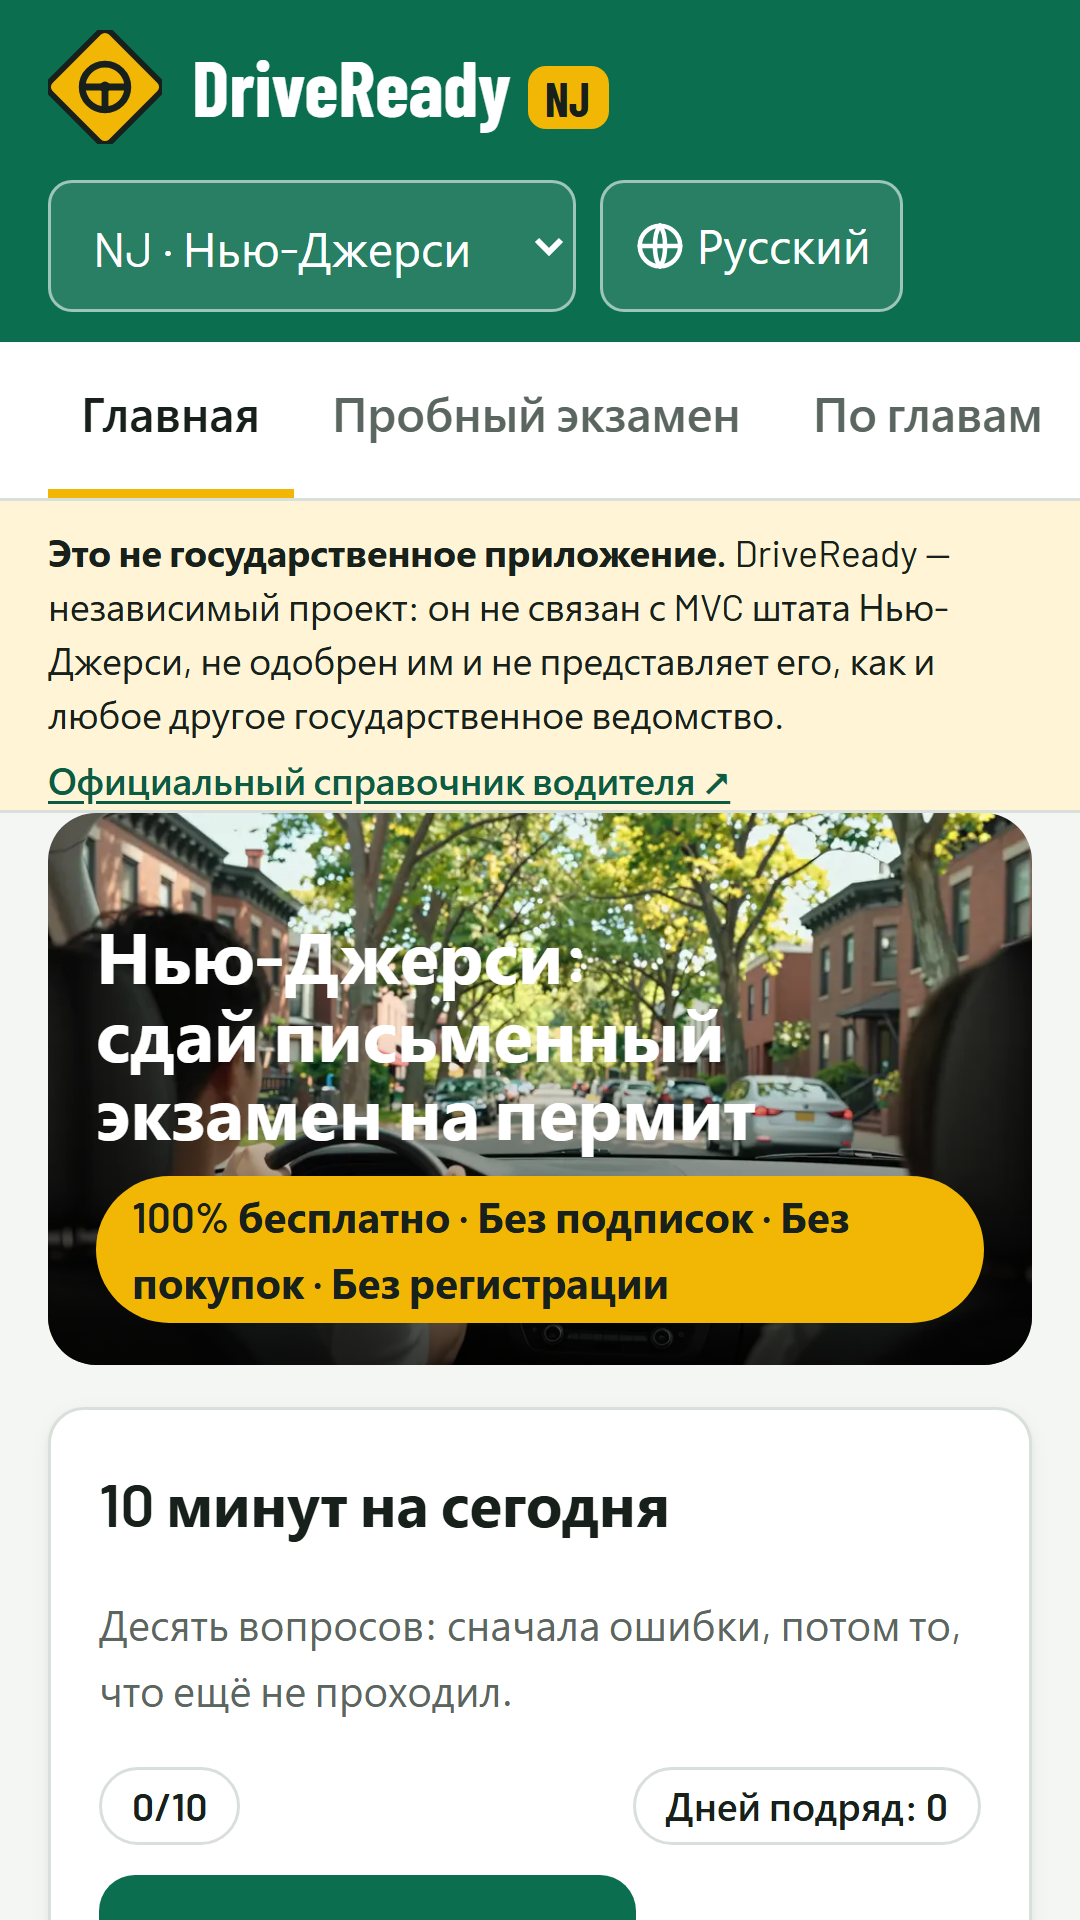 DriveReady NJ
NJ · Нью-Джерси
Русский
Главная
Пробный экзамен
По главам
Это не государственное приложение. DriveReady —
независимый проект: он не связан с MVC штата Нью-
Джерси, не одобрен им и не представляет его, как и
любое другое государственное ведомство.
Официальный справочник водителя ↗
Нью-Джерси:
сдай письменный
экзамен на пермит
100% бесплатно · Без подписок · Без
покупок · Без регистрации
10 минут на сегодня
Десять вопросов: сначала ошибки, потом то,
что ещё не проходил.
0/10
Дней подряд: 0